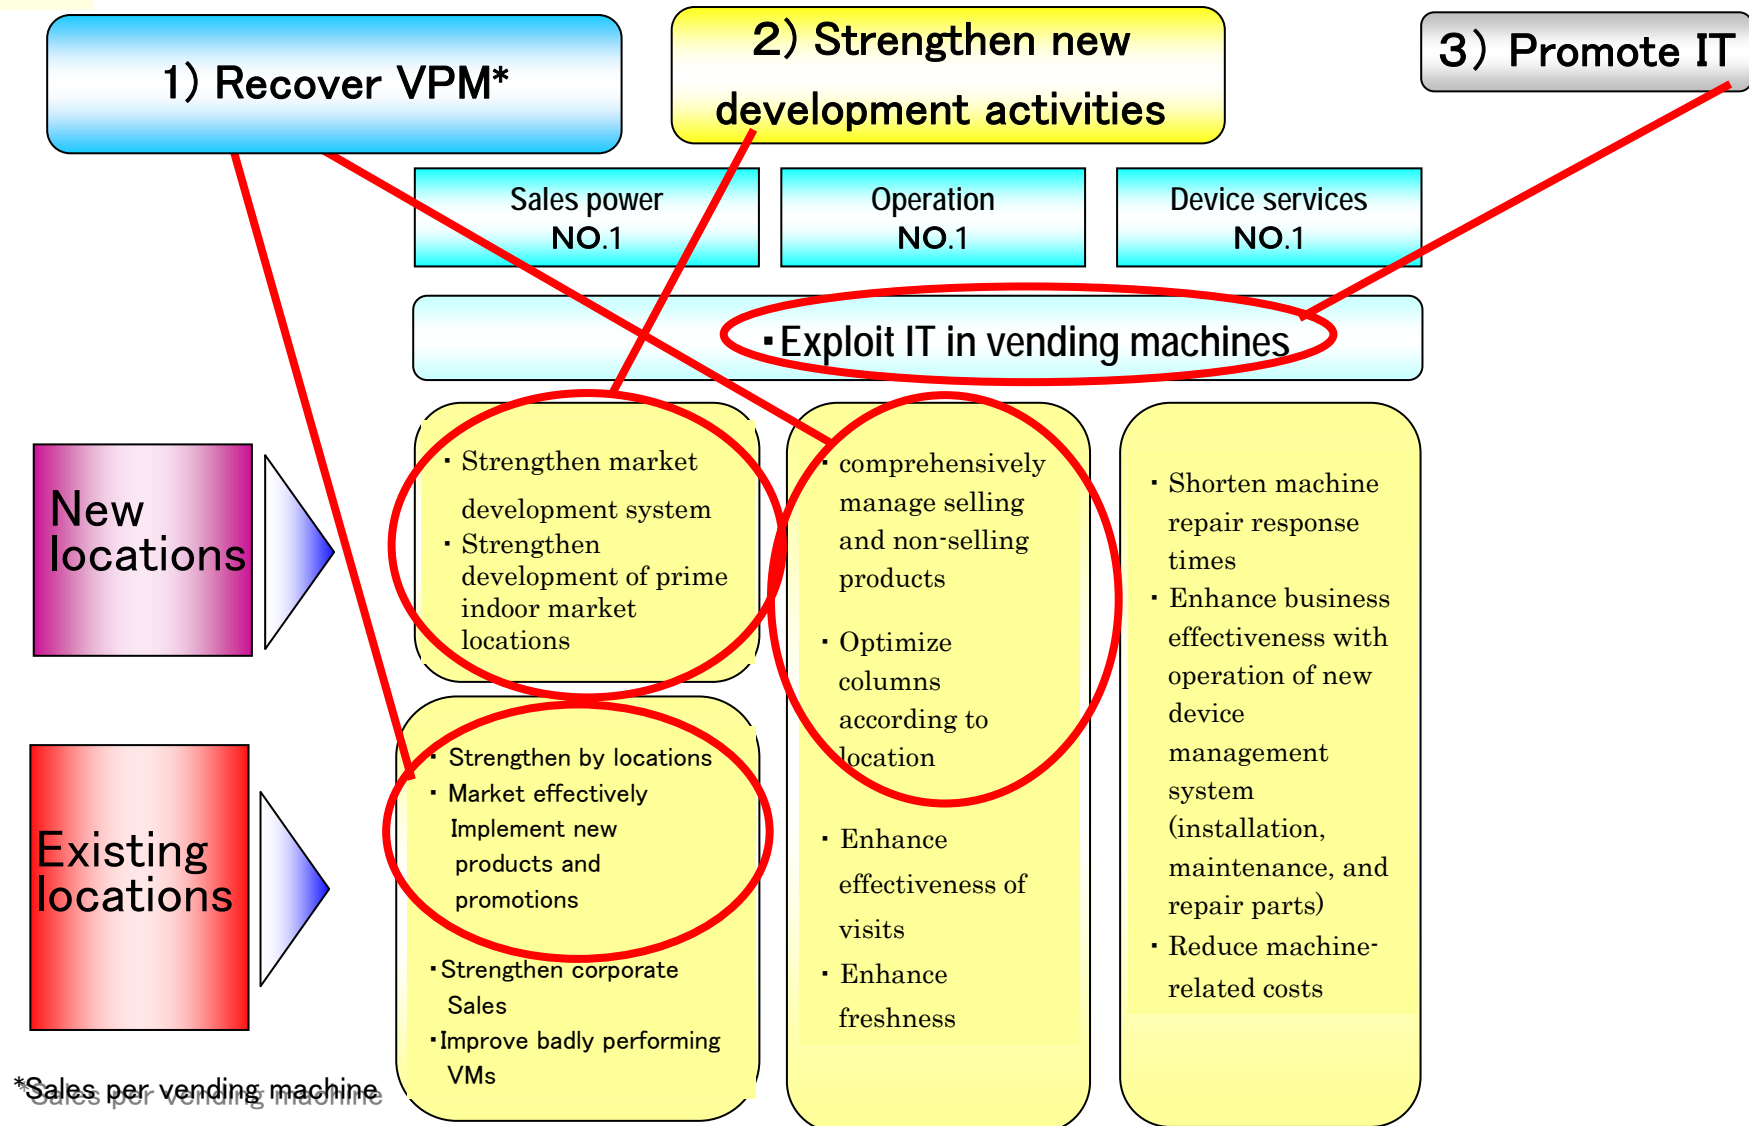 1) Recover VPM*
2) Strengthen new
development activities
3) Promote IT
Sales power
NO.1
Operation
NO.1
Device services
NO.1
・Exploit IT in vending machines
New
locations
・Strengthen market
development system
・Strengthen
development of prime
indoor market
locations
・comprehensively
manage selling
and non-selling
products
・Optimize
columns
according to
location
・Enhance
effectiveness of
visits
・Enhance
freshness
・Shorten machine
repair response
times
・Enhance business
effectiveness with
operation of new
device
management
system
(installation,
maintenance, and
repair parts)
・Reduce machine-
related costs
Existing
locations
・Strengthen by locations
・Market effectively
Implement new
products and
promotions
・Strengthen corporate
Sales
・Improve badly performing
VMs
*Sales per vending machine